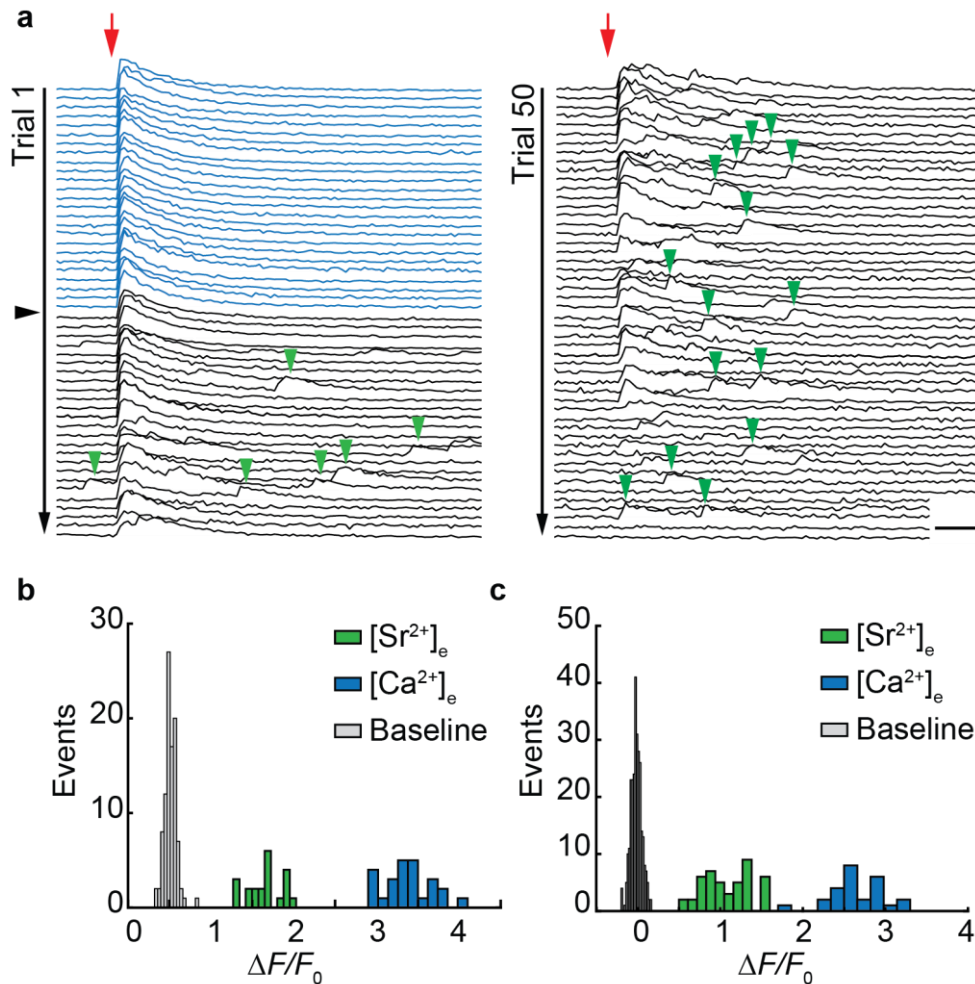 a
Trial 1
Trial 50
b
30
20
10
0
Events
[Sr²⁺]ₑ
[Ca²⁺]ₑ
Baseline
0 1 2 3 4
ΔF/F₀
c
50
40
30
20
10
0
Events
[Sr²⁺]ₑ
[Ca²⁺]ₑ
Baseline
0 1 2 3 4
ΔF/F₀